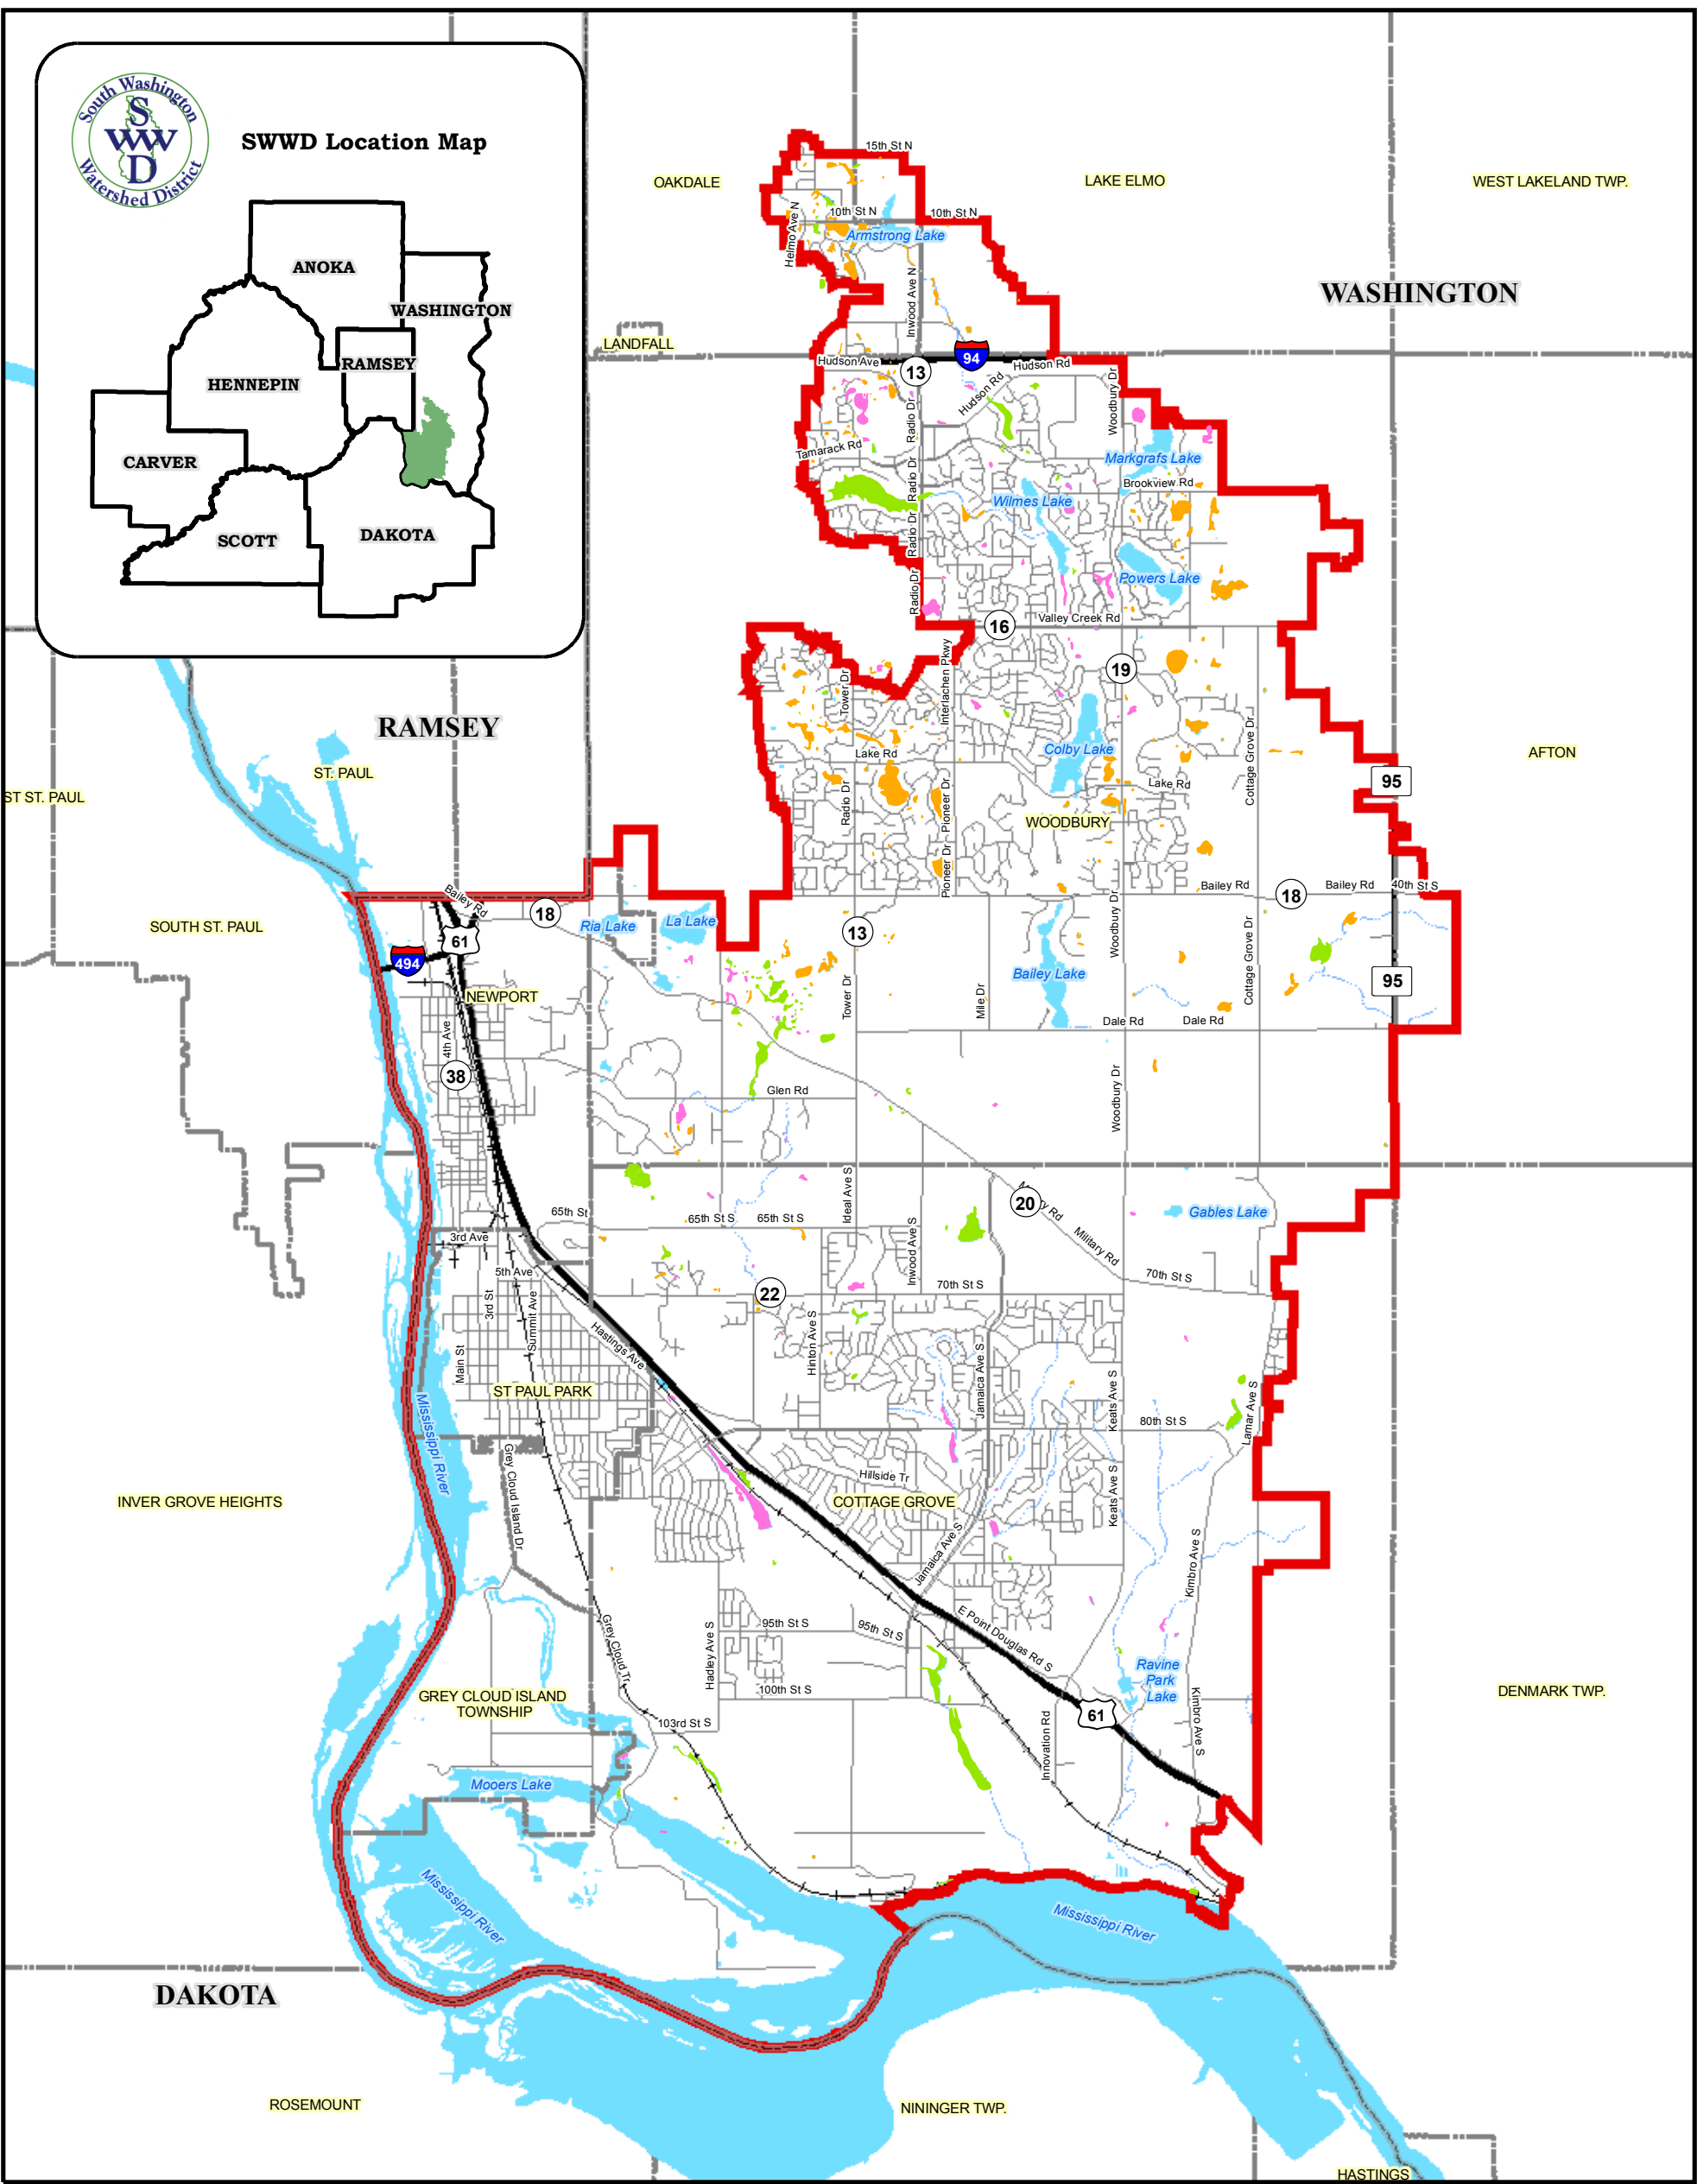 South Washington
Watershed District
S
WW
D
SWWD Location Map
ANOKA
WASHINGTON
RAMSEY
HENNEPIN
CARVER
SCOTT
DAKOTA
15th St N
OAKDALE
LAKE ELMO
WEST LAKELAND TWP.
10th St N
10th St N
Helmo Ave N
Armstrong Lake
WASHINGTON
Inwood Ave N
LANDFALL
94
Hudson Ave
Hudson Rd
13
Hudson Rd
Woodbury Dr
Radio Dr
Tamarack Rd
Markgrafs Lake
Radio Dr
Brookview Rd
Wilmes Lake
Radio Dr
Powers Lake
Radio Dr
Valley Creek Rd
16
19
Interlachen Pkwy
Tower Dr
RAMSEY
Cottage Grove Dr
Colby Lake
Lake Rd
AFTON
ST. PAUL
95
Lake Rd
ST ST. PAUL
Radio Dr
Pioneer Dr
WOODBURY
Pioneer Dr
Bailey Rd
Bailey Rd
40th St S
18
Bailey Rd
18
Ria Lake
La Lake
Woodbury Dr
SOUTH ST. PAUL
61
13
494
Cottage Grove Dr
Bailey Lake
95
NEWPORT
Tower Dr
Mile Dr
Dale Rd
Dale Rd
4th Ave
38
Glen Rd
Woodbury Dr
Ideal Ave S
20
Rd
Gables Lake
65th St
65th St S
65th St S
3rd Ave
Inwood Ave S
Military Rd
5th Ave
70th St S
70th St S
22
3rd St
Summit Ave
Hastings Ave
Hinton Ave S
Main St
Jamaica Ave S
ST PAUL PARK
Keats Ave S
80th St S
Lamar Ave S
Mississippi River
Grey Cloud Island Dr
Hillside Tr
Keats Ave S
INVER GROVE HEIGHTS
COTTAGE GROVE
Jamaica Ave S
Kimbro Ave S
Grey Cloud Tr
95th St S
95th St S
E Point Douglas Rd S
Hadley Ave S
Ravine
Park
Lake
GREY CLOUD ISLAND
TOWNSHIP
100th St S
DENMARK TWP.
61
103rd St S
Kimbro Ave S
Innovation Rd
Mooers Lake
Mississippi River
Mississippi River
DAKOTA
ROSEMOUNT
NININGER TWP.
HASTINGS